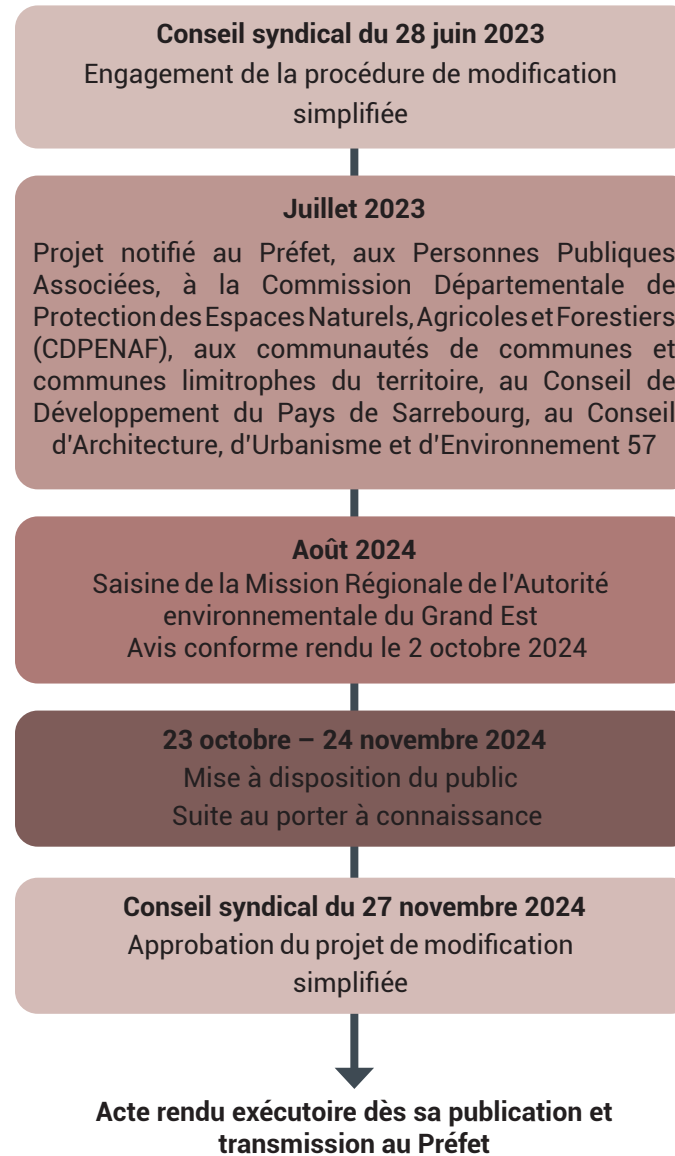 Conseil syndical du 28 juin 2023
Engagement de la procédure de modification
simplifiée
Juillet 2023
Projet notifié au Préfet, aux Personnes Publiques
Associées, à la Commission Départementale de
Protection des Espaces Naturels, Agricoles et Forestiers
(CDPENAF), aux communautés de communes et
communes limitrophes du territoire, au Conseil de
Développement du Pays de Sarrebourg, au Conseil
d'Architecture, d'Urbanisme et d'Environnement 57
Août 2024
Saisine de la Mission Régionale de l'Autorité
environnementale du Grand Est
Avis conforme rendu le 2 octobre 2024
23 octobre – 24 novembre 2024
Mise à disposition du public
Suite au porter à connaissance
Conseil syndical du 27 novembre 2024
Approbation du projet de modification
simplifiée
Acte rendu exécutoire dès sa publication et
transmission au Préfet